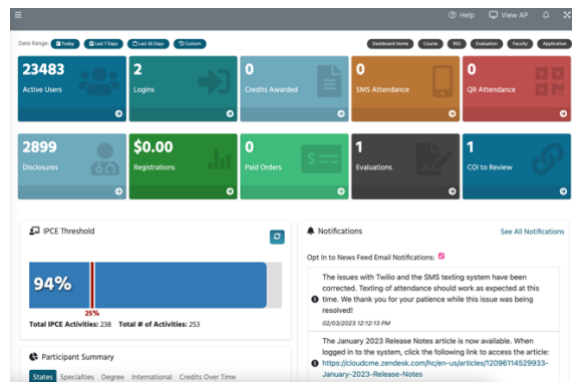 Help View AP
Date Range: Today Last 7 Days Last 30 Days Custom
Dashboard Home Course RSS Evaluation Faculty Application
23483
Active Users
2
Logins
0
Credits Awarded
0
SMS Attendance
0
QR Attendance
2899
Disclosures
$0.00
Registrations
0
Paid Orders
1
Evaluations
1
COI to Review
IPCE Threshold
94%
25%
Total IPCE Activities: 238 Total # of Activities: 253
Participant Summary
States Specialties Degree International Credits Over Time
Notifications See All Notifications
Opt In to News Feed Email Notifications:
The issues with Twilio and the SMS texting system have been
corrected. Texting of attendance should work as expected at this
time. We thank you for your patience while this issue was being
resolved!
02/03/2023 12:12:13 PM
The January 2023 Release Notes article is now available. When
logged in to the system, click the following link to access the article:
https://cloudcme.zendesk.com/hc/en-us/articles/12096114529933-
January-2023-Release-Notes